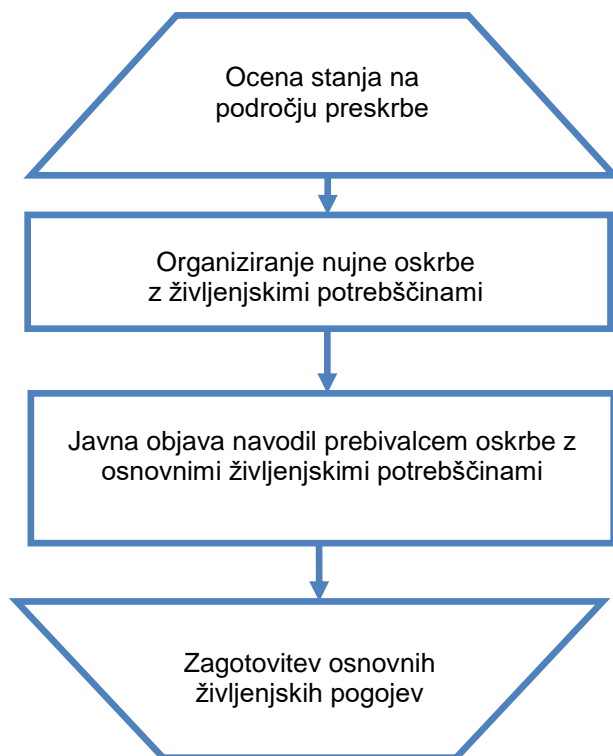 Ocena stanja na
področju preskrbe
Organiziranje nujne oskrbe
z življenjskimi potrebščinami
Javna objava navodil prebivalcem oskrbe z
osnovnimi življenjskimi potrebščinami
Zagotovitev osnovnih
življenjskih pogojev